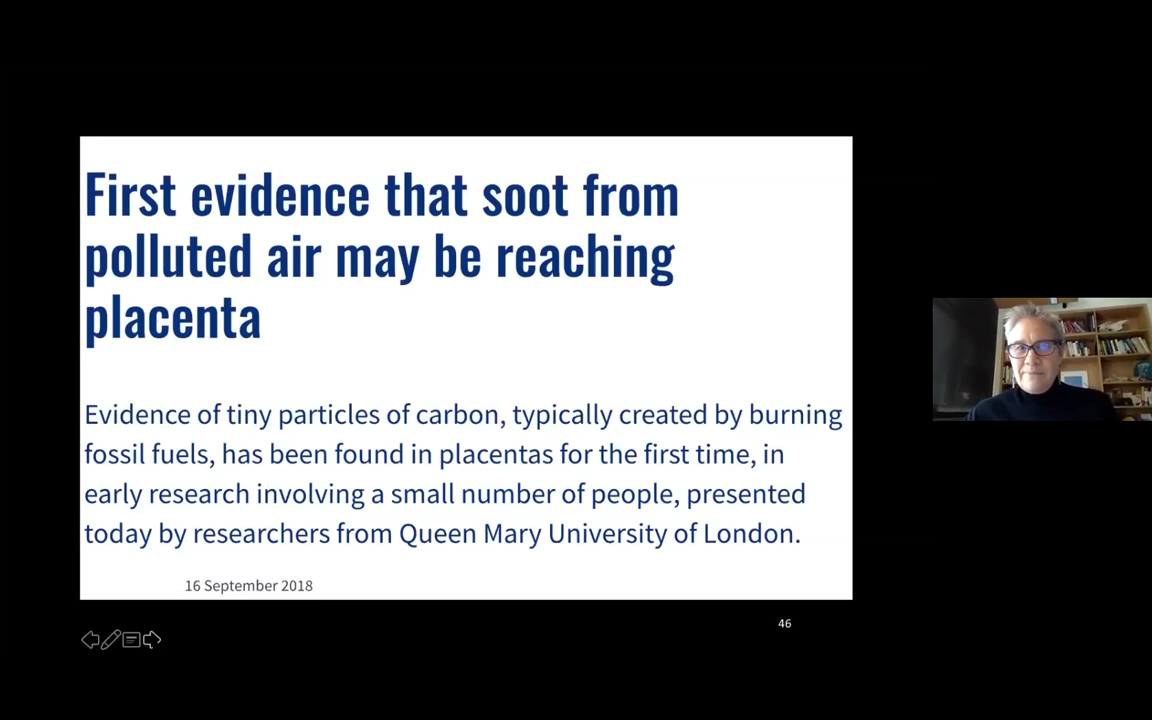 First evidence that soot from
polluted air may be reaching
placenta
Evidence of tiny particles of carbon, typically created by burning
fossil fuels, has been found in placentas for the first time, in
early research involving a small number of people, presented
today by researchers from Queen Mary University of London.
16 September 2018
46